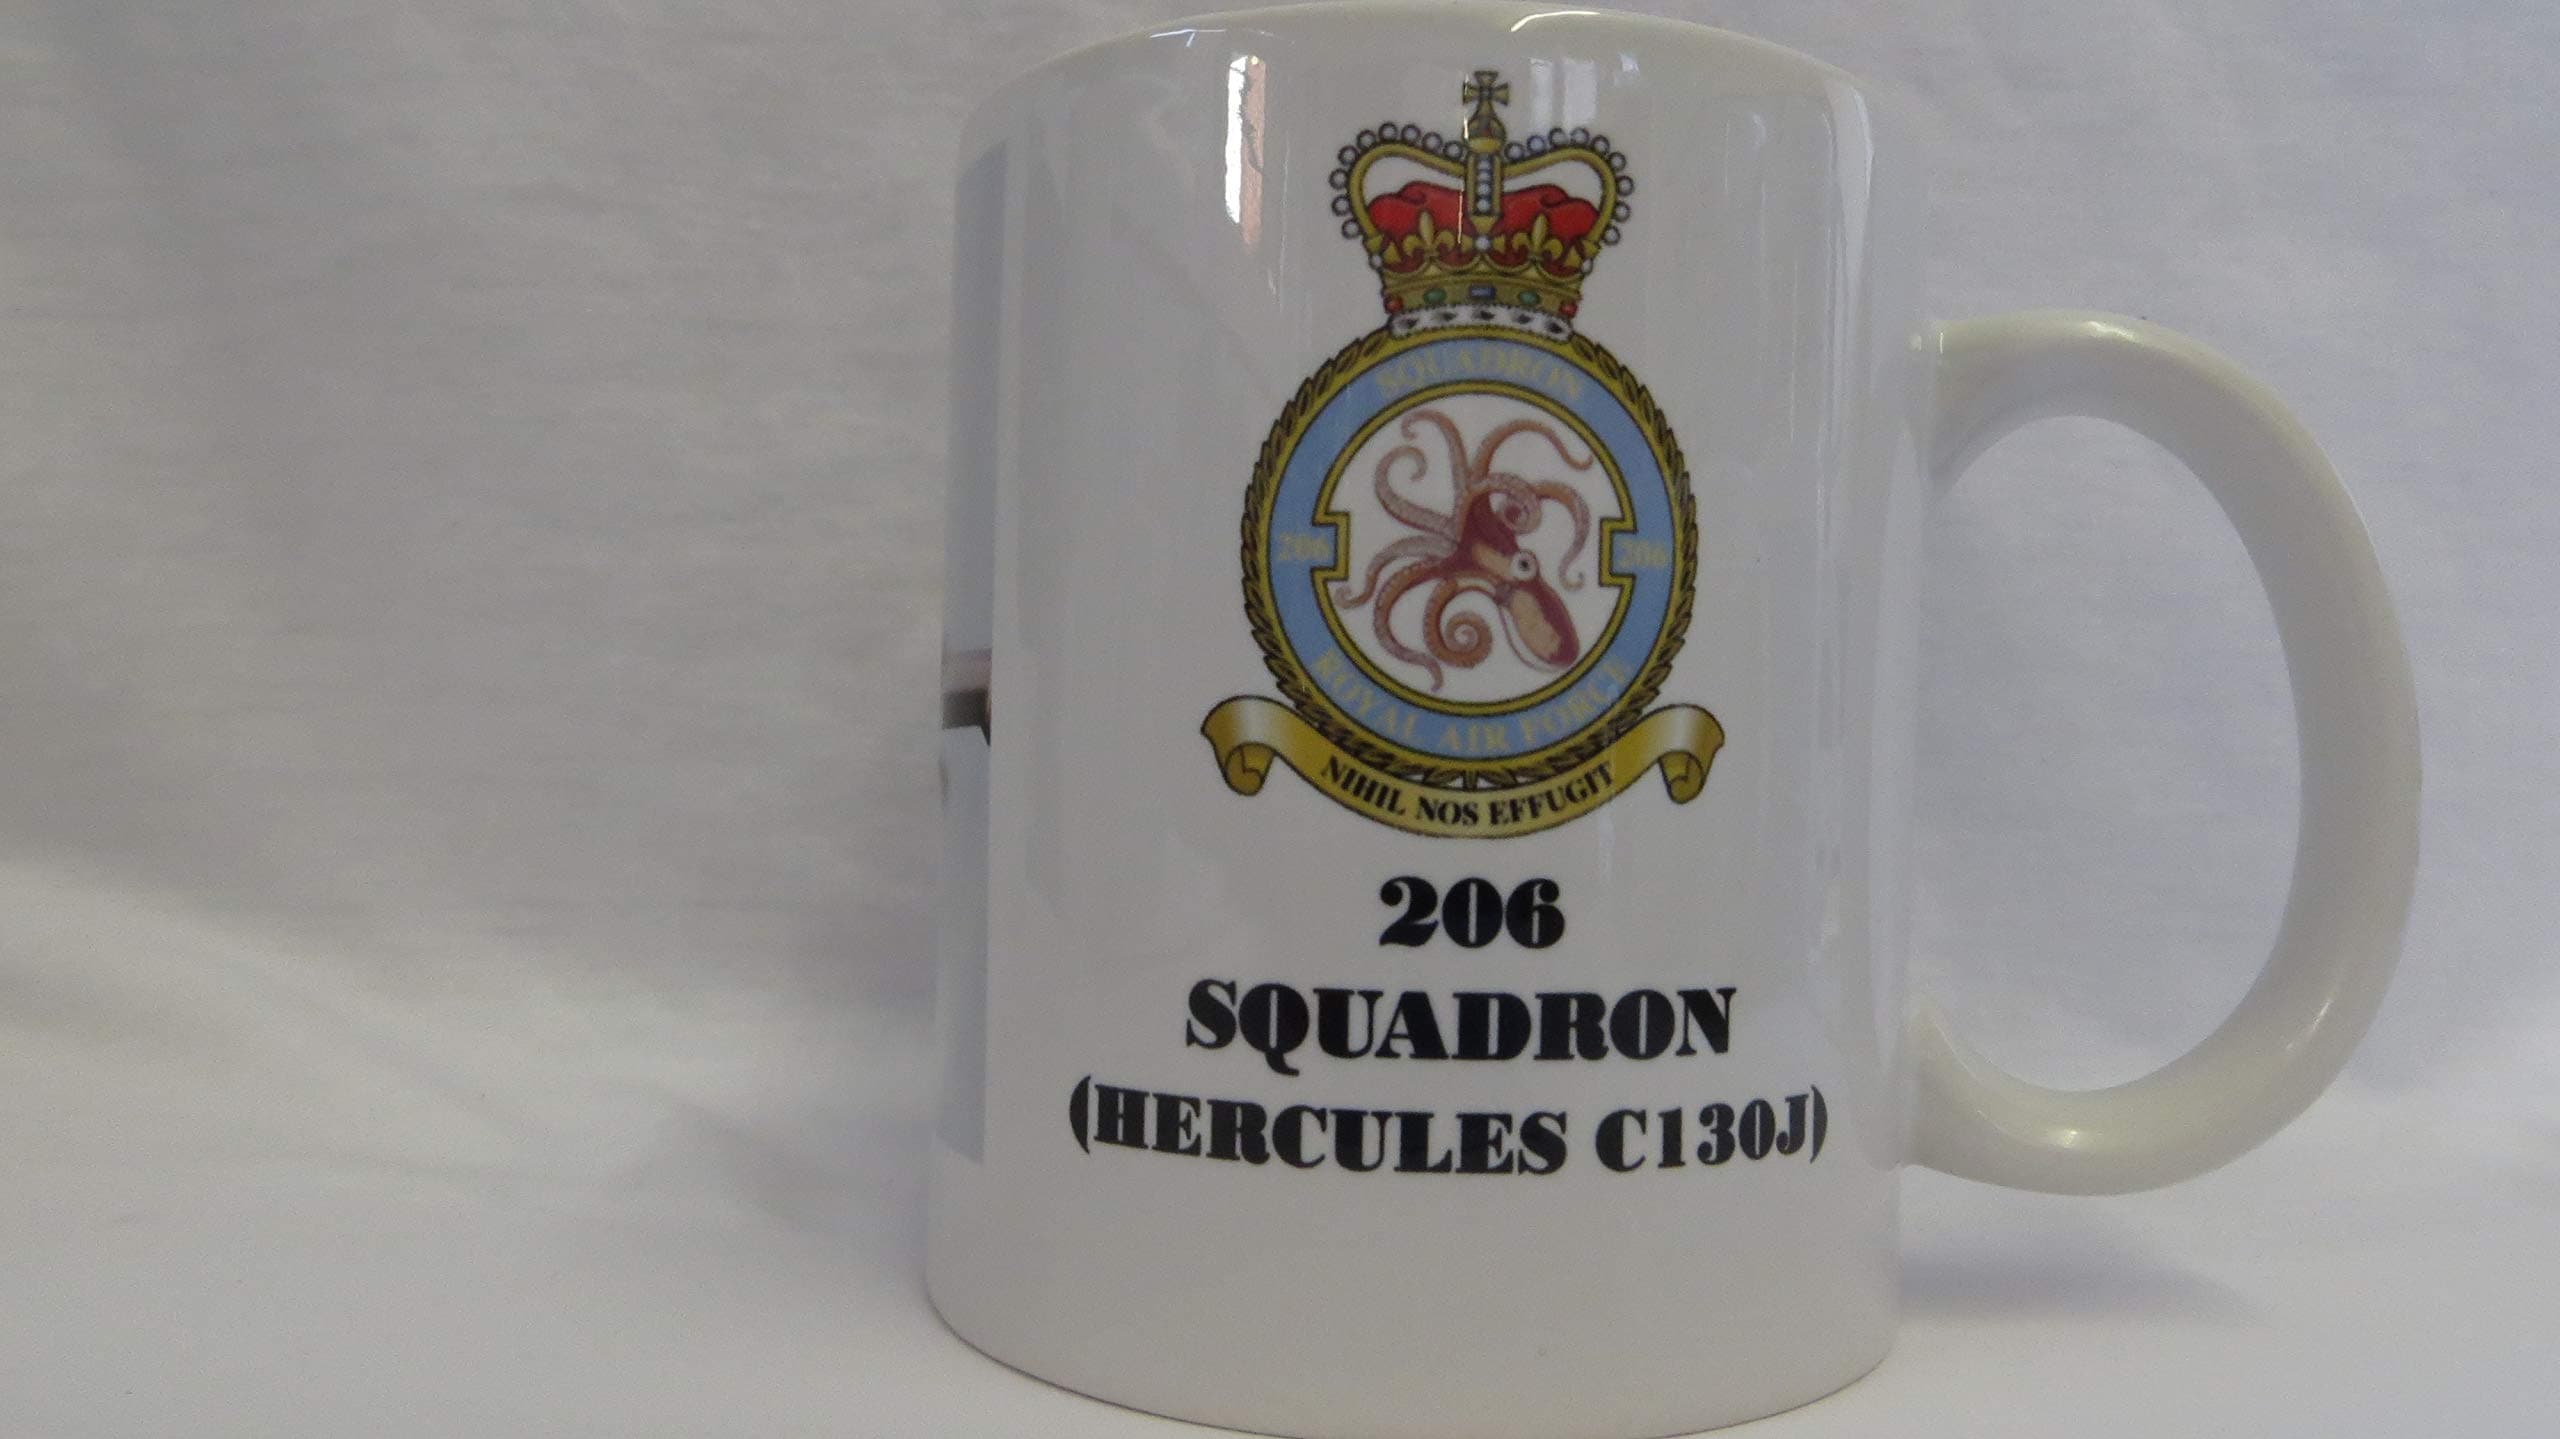 SQUADRON
206 206
ROYAL AIR FORCE
NIHIL NOS EFFUGIT
206
SQUADRON
(HERCULES C130J)